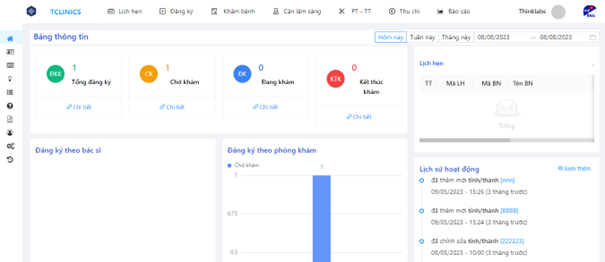 TCLINICS
Lịch hẹn
Đăng ký
Khám bệnh
Cận lâm sàng
PT - TT
Thu chi
Báo cáo
Thinklabs
Bảng thông tin
Hôm nay
Tuần này
Tháng này
08/08/2023 → 08/08/2023
ĐKK
1
Tổng đăng ký
Chi tiết
CK
1
Chờ khám
Chi tiết
ĐK
0
Đang khám
Chi tiết
KTK
0
Kết thúc
khám
Chi tiết
Lịch hẹn
TT Mã LH Mã BN Tên BN
Trống
Đăng ký theo bác sĩ
Đăng ký theo phòng khám
Chờ khám
1
1
0.75
0.5
Lịch sử hoạt động
Xem thêm
đã thêm mới tỉnh/thành [nnn]
09/05/2023 - 15:26 (3 tháng trước)
đã thêm mới tỉnh/thành [BBBB]
09/05/2023 - 15:24 (3 tháng trước)
đã chỉnh sửa tỉnh/thành [222223]
08/05/2023 - 10:00 (3 tháng trước)